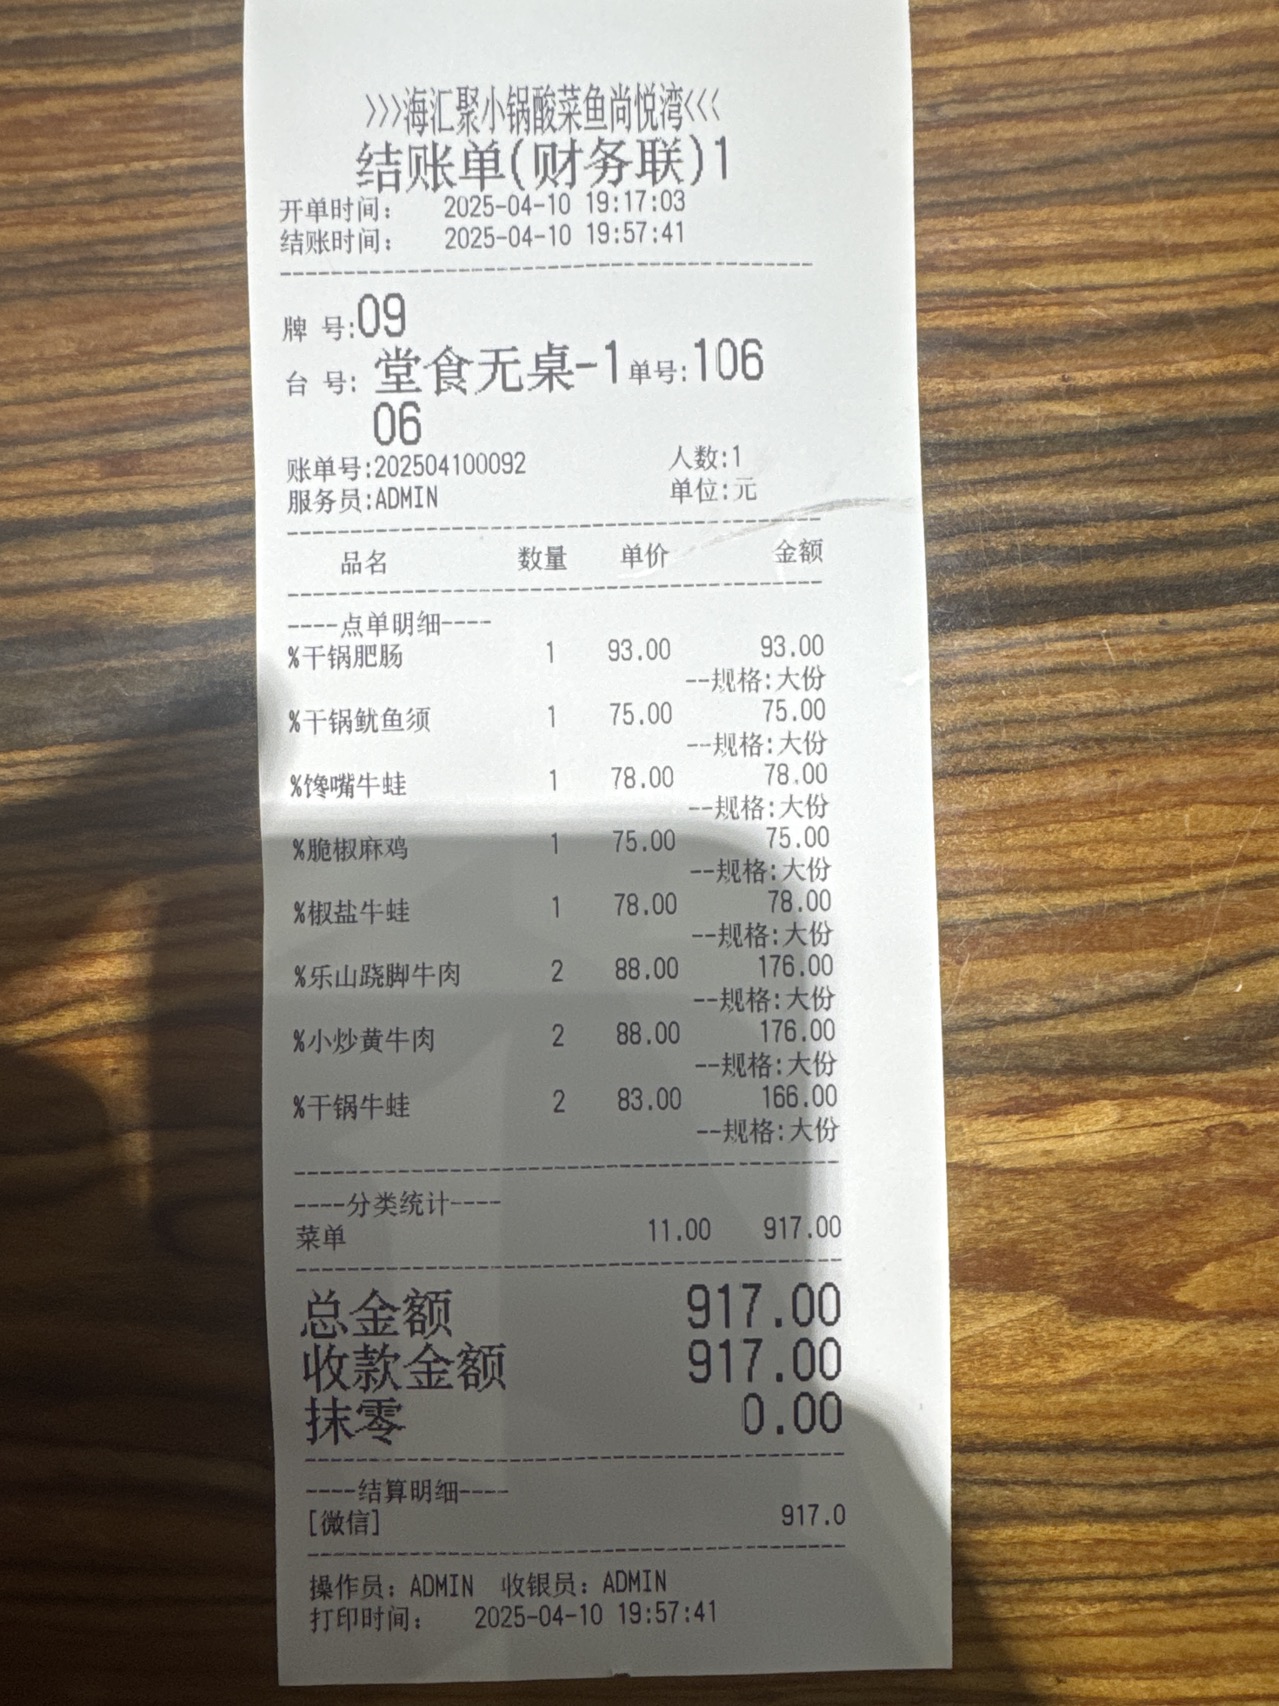 >>>海汇聚小锅酸菜鱼尚悦湾<<<
结账单(财务联)1
开单时间: 2025-04-10 19:17:03
结账时间: 2025-04-10 19:57:41
牌 号:09
台 号: 堂食无桌-1 单号:106
06
账单号:202504100092 人数:1
服务员:ADMIN 单位:元
品名 数量 单价 金额
----点单明细----
%干锅肥肠 1 93.00 93.00
--规格:大份
%干锅鱿鱼须 1 75.00 75.00
--规格:大份
%馋嘴牛蛙 1 78.00 78.00
--规格:大份
%脆椒麻鸡 1 75.00 75.00
--规格:大份
%椒盐牛蛙 1 78.00 78.00
--规格:大份
%乐山跷脚牛肉 2 88.00 176.00
--规格:大份
%小炒黄牛肉 2 88.00 176.00
--规格:大份
%干锅牛蛙 2 83.00 166.00
--规格:大份
----分类统计----
菜单 11.00 917.00
总金额 917.00
收款金额 917.00
抹零 0.00
----结算明细----
[微信] 917.0
操作员: ADMIN 收银员: ADMIN
打印时间: 2025-04-10 19:57:41